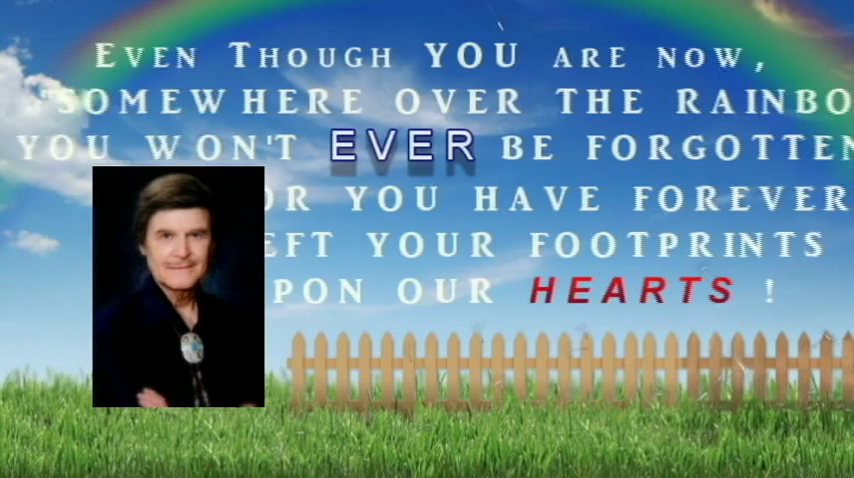 EVEN THOUGH YOU ARE NOW,
"SOMEWHERE OVER THE RAINBO
YOU WON'T EVER BE FORGOTTEN
OR YOU HAVE FOREVER
EFT YOUR FOOTPRINTS
PON OUR HEARTS !